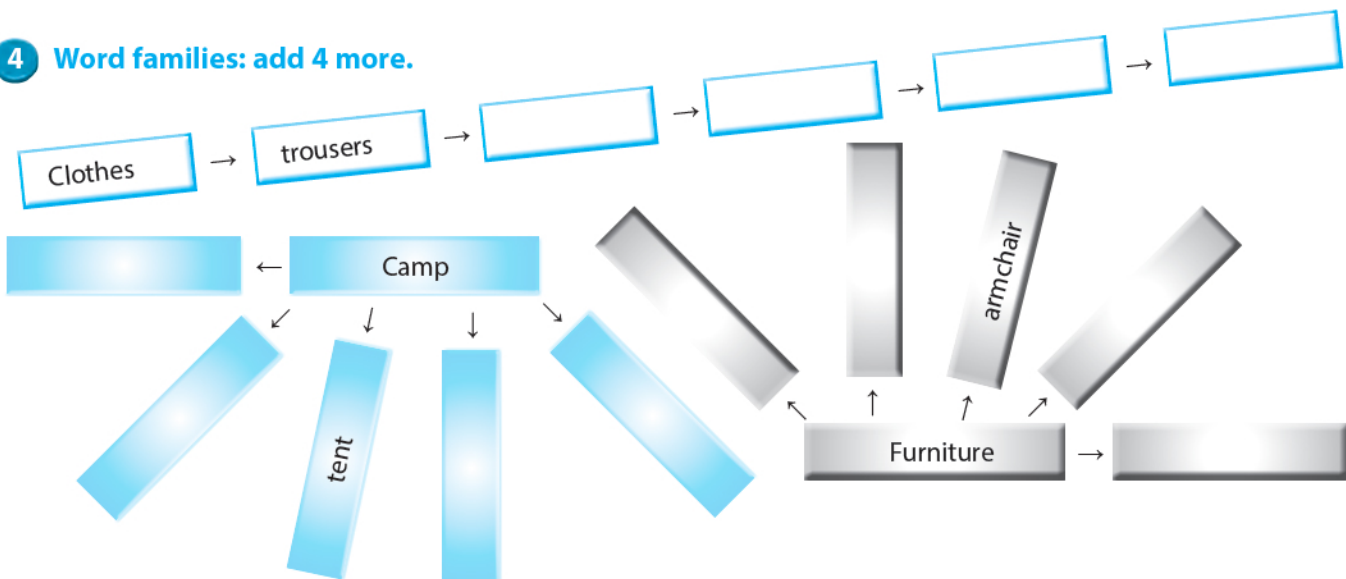 4 Word families: add 4 more.
Clothes → trousers → → → →
Camp
tent
armchair
Furniture